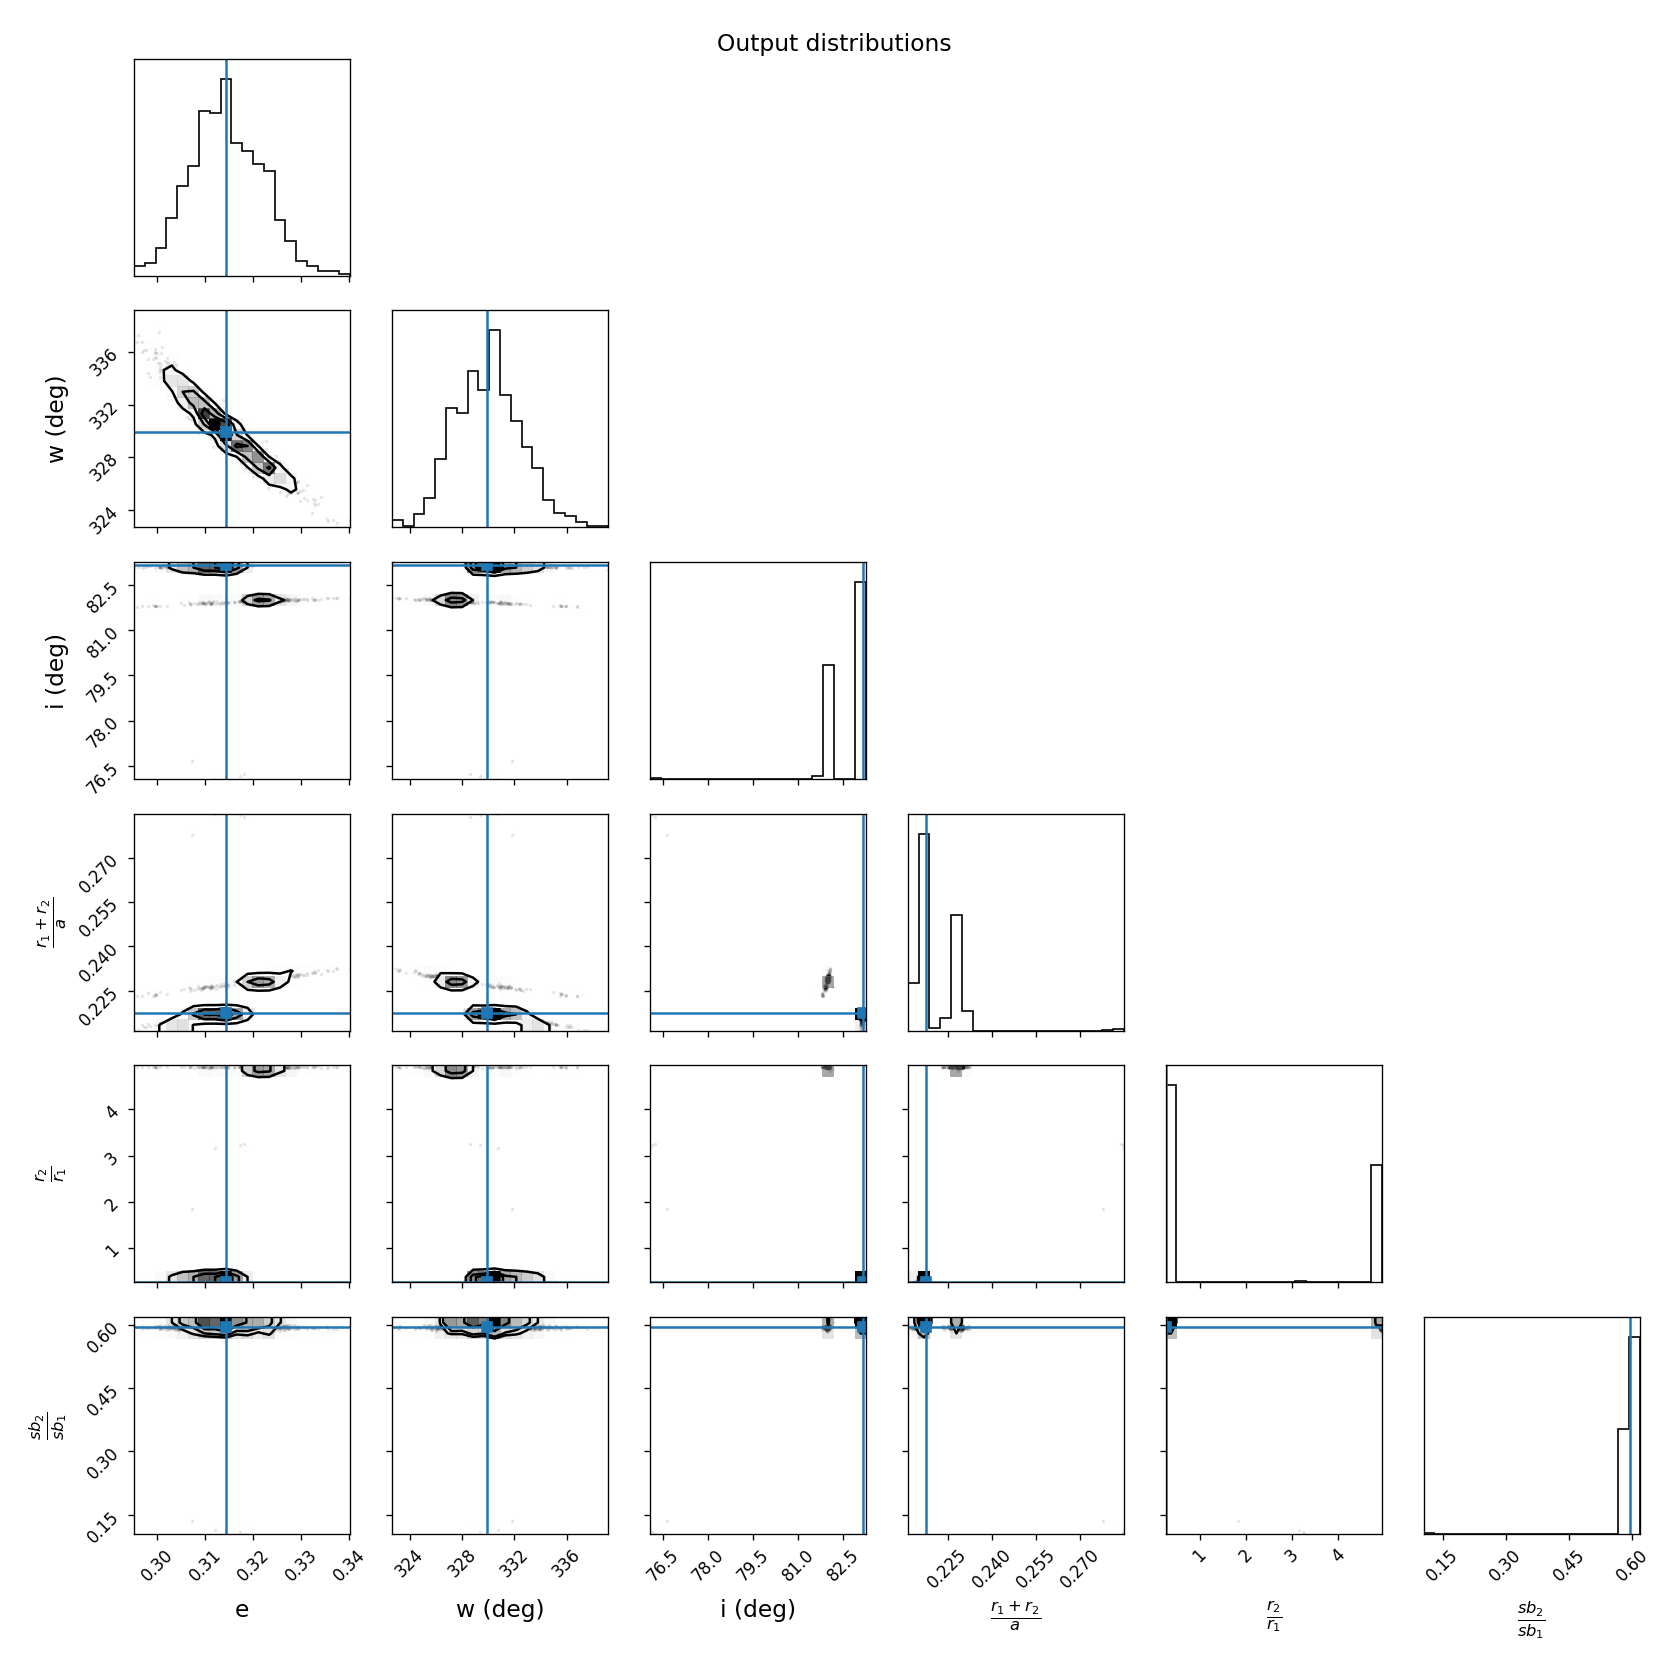 Output distributions
w (deg)
336
332
328
324
i (deg)
82.5
81.0
79.5
78.0
76.5
r₁ + r₂
a
0.270
0.255
0.240
0.225
r₂
r₁
4
3
2
1
sb₂
sb₁
0.60
0.45
0.30
0.15
0.30 0.31 0.32 0.33 0.34
324 328 332 336
76.5 78.0 79.5 81.0 82.5
0.225 0.240 0.255 0.270
1 2 3 4
0.15 0.30 0.45 0.60
e
w (deg)
i (deg)
r₁ + r₂
a
r₂
r₁
sb₂
sb₁